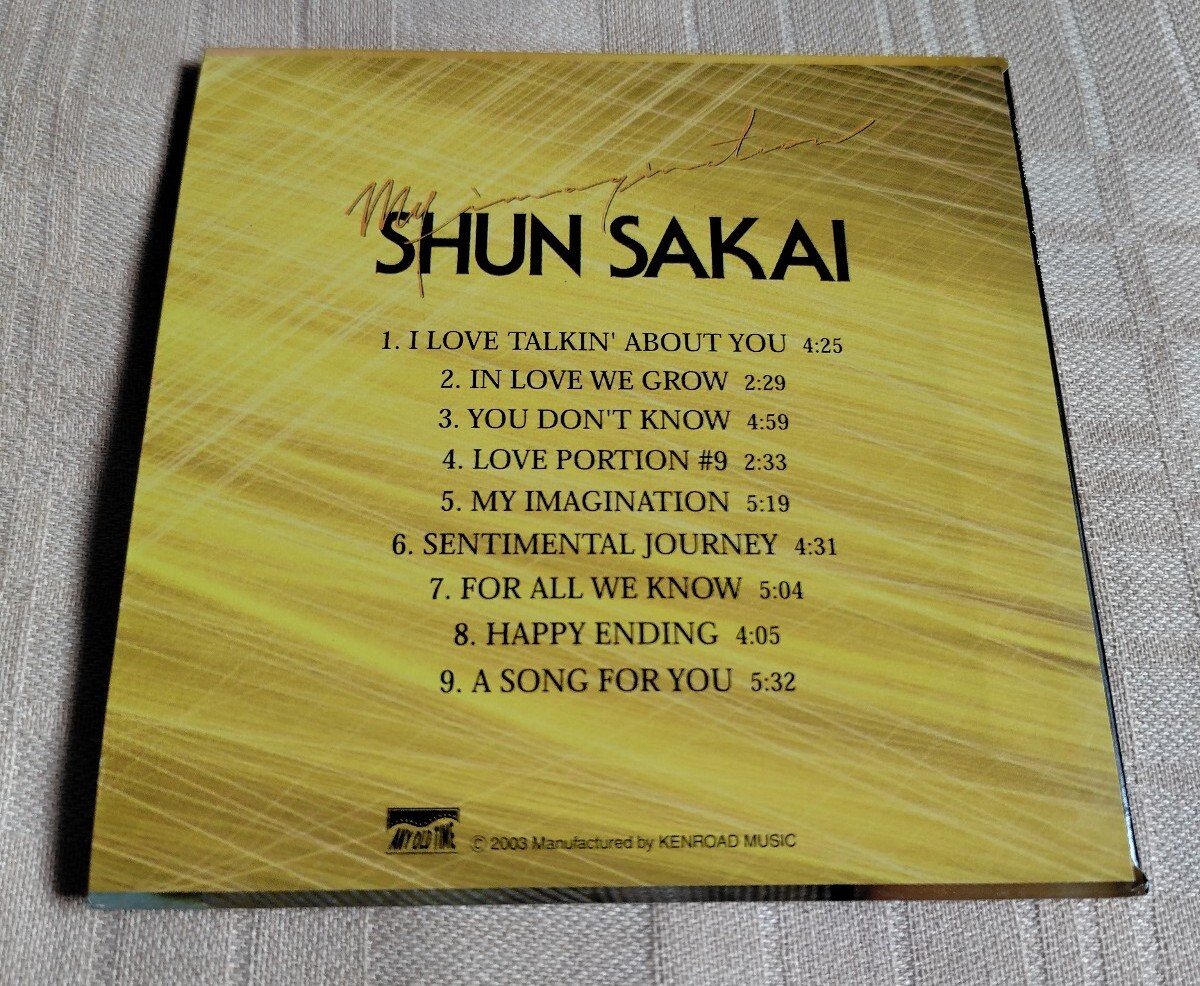 My imagination
SHUN SAKAI
1. I LOVE TALKIN' ABOUT YOU 4:25
2. IN LOVE WE GROW 2:29
3. YOU DON'T KNOW 4:59
4. LOVE PORTION #9 2:33
5. MY IMAGINATION 5:19
6. SENTIMENTAL JOURNEY 4:31
7. FOR ALL WE KNOW 5:04
8. HAPPY ENDING 4:05
9. A SONG FOR YOU 5:32
ANY OLD TIME © 2003 Manufactured by KENROAD MUSIC